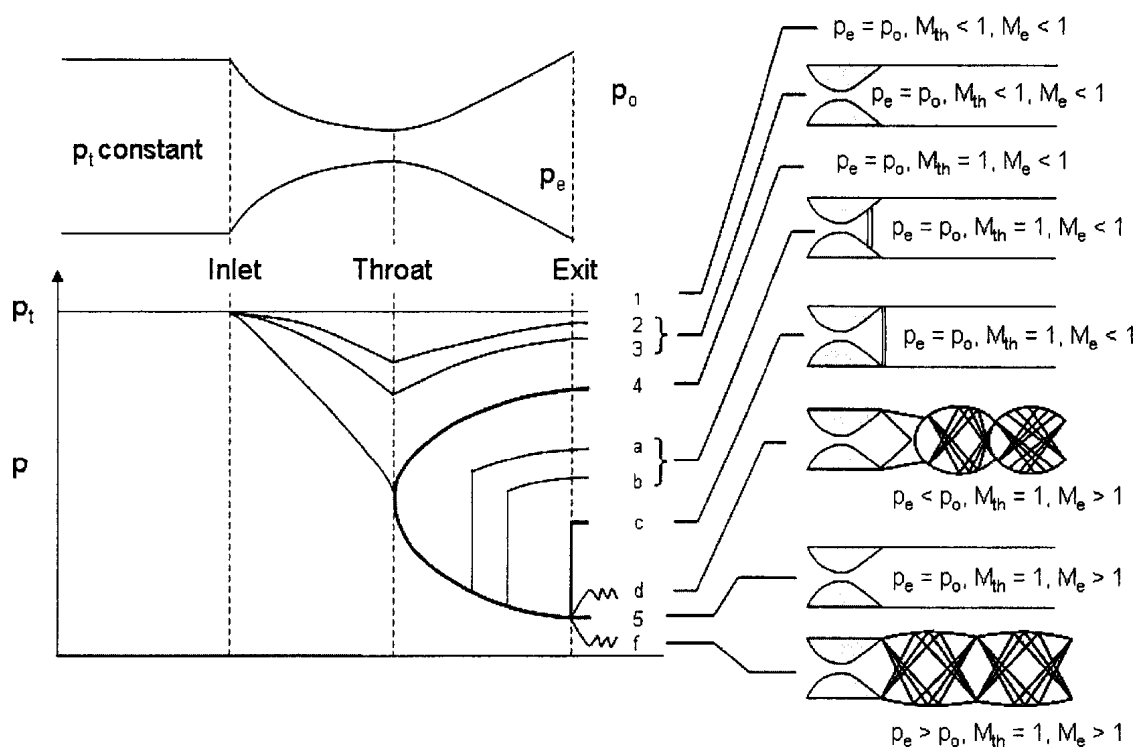 p_e = p_o, M_th < 1, M_e < 1
p_o
p_e = p_o, M_th < 1, M_e < 1
p_t constant
p_e
p_e = p_o, M_th = 1, M_e < 1
p_e = p_o, M_th = 1, M_e < 1
Inlet Throat Exit
p_t
1
2
3
4
p_e = p_o, M_th = 1, M_e < 1
p
a
b
c
p_e < p_o, M_th = 1, M_e > 1
d
5
f
p_e = p_o, M_th = 1, M_e > 1
p_e > p_o, M_th = 1, M_e > 1